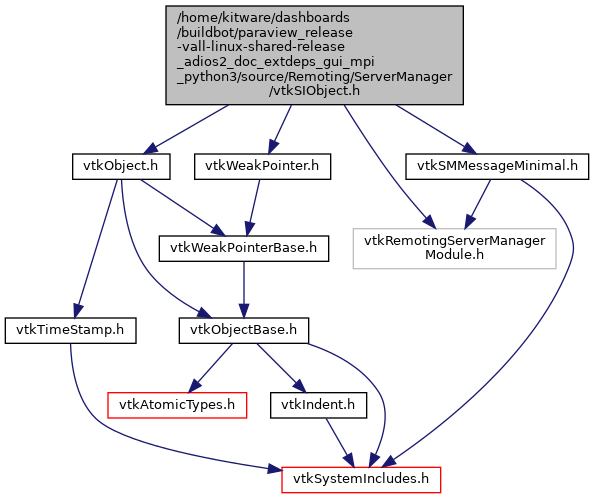 /home/kitware/dashboards
/buildbot/paraview_release
-vall-linux-shared-release
_adios2_doc_extdeps_gui_mpi
_python3/source/Remoting/ServerManager
/vtkSIObject.h
vtkObject.h
vtkWeakPointer.h
vtkSMMessageMinimal.h
vtkWeakPointerBase.h
vtkRemotingServerManager
Module.h
vtkTimeStamp.h
vtkObjectBase.h
vtkAtomicTypes.h
vtkIndent.h
vtkSystemIncludes.h